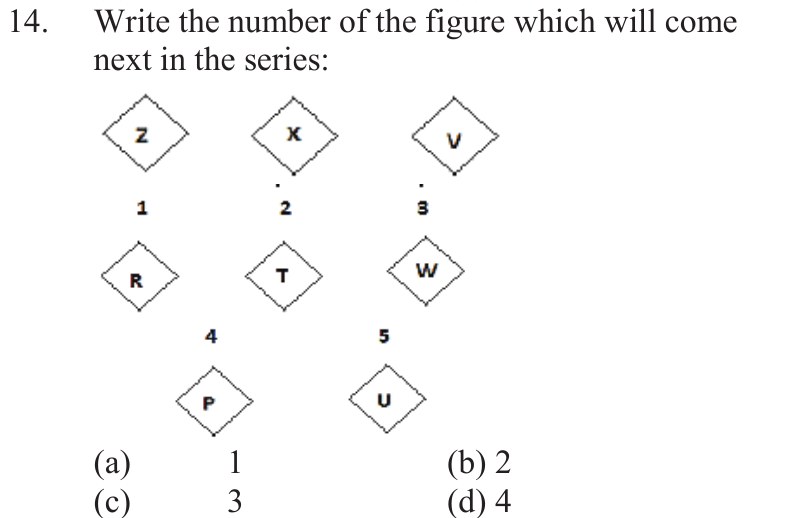 14. Write the number of the figure which will come
next in the series:
Z X V
1 2 3
R T W
4 5
P U
(a) 1 (b) 2
(c) 3 (d) 4